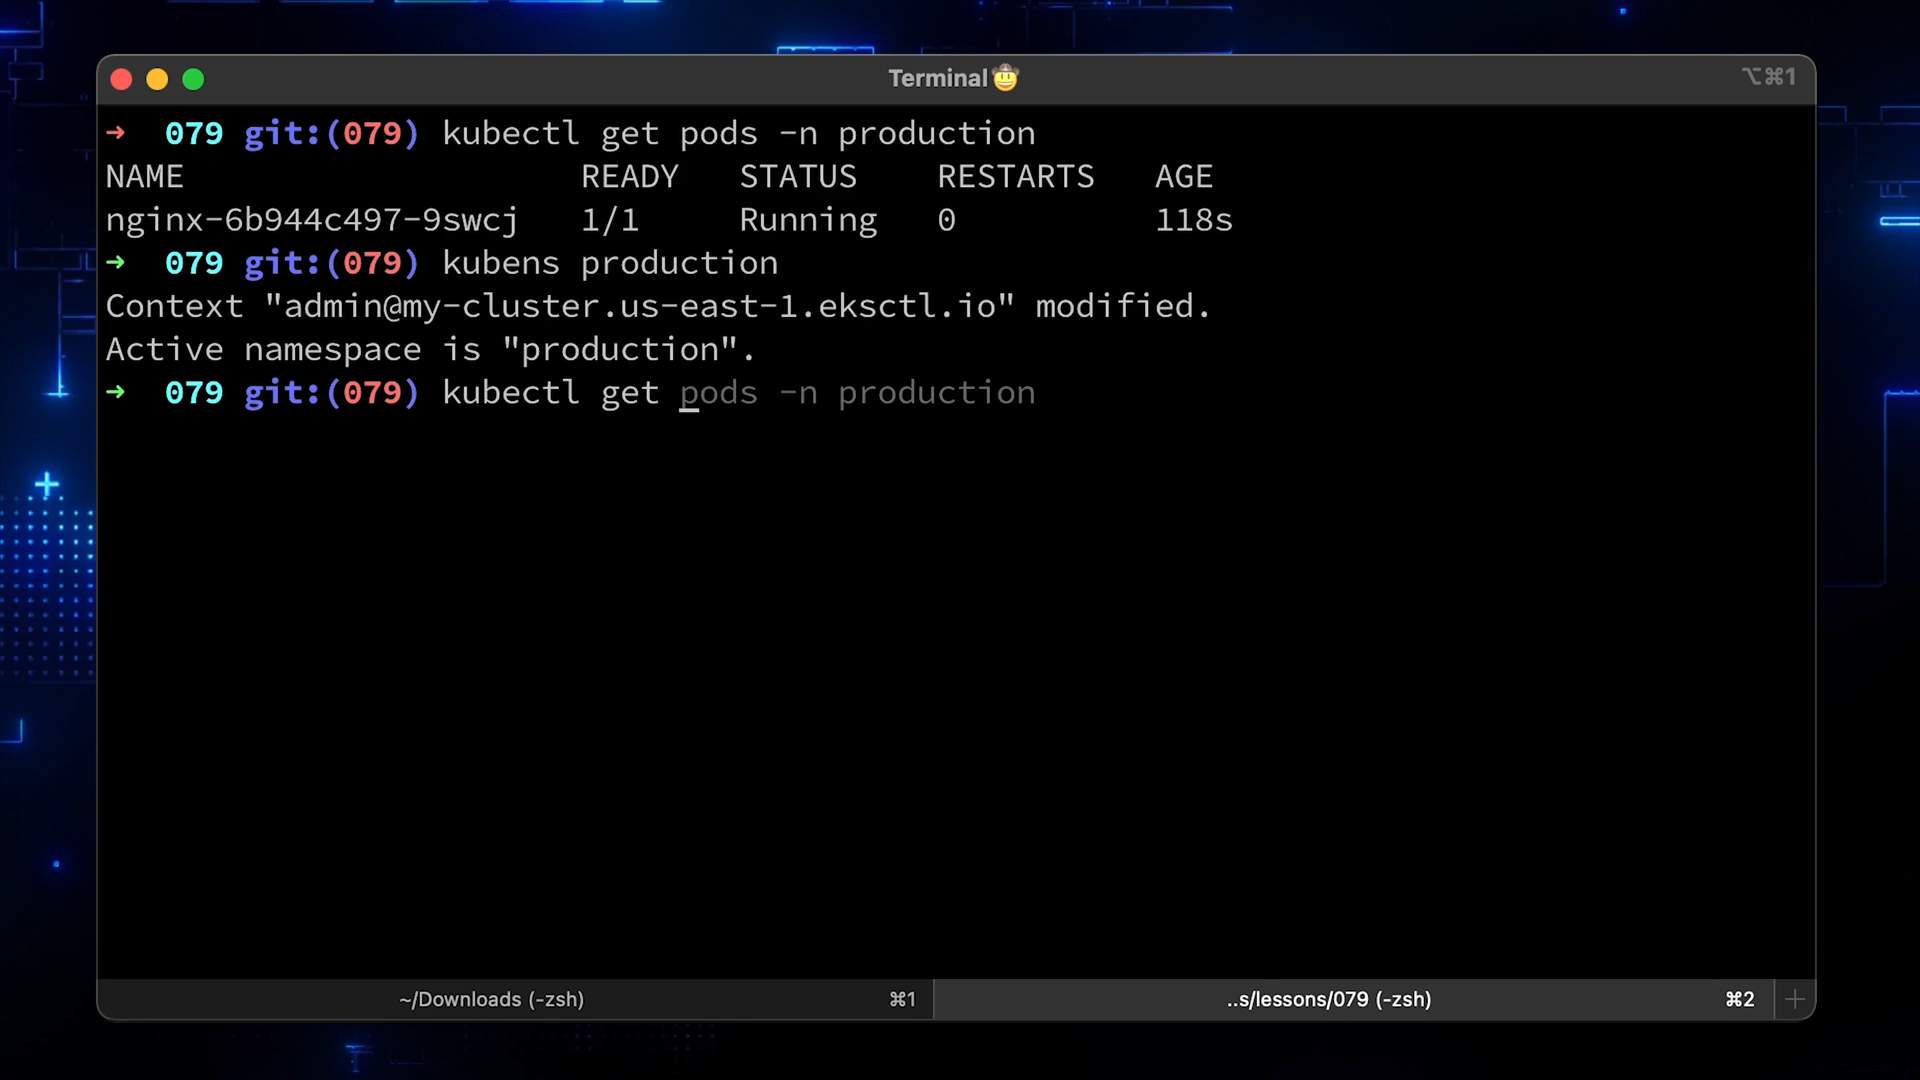 Terminal🤠
⌥⌘1
→ 079 git:(079) kubectl get pods -n production
NAME READY STATUS RESTARTS AGE
nginx-6b944c497-9swcj 1/1 Running 0 118s
→ 079 git:(079) kubens production
Context "admin@my-cluster.us-east-1.eksctl.io" modified.
Active namespace is "production".
→ 079 git:(079) kubectl get pods -n production
~/Downloads (-zsh) ⌘1
..s/lessons/079 (-zsh) ⌘2